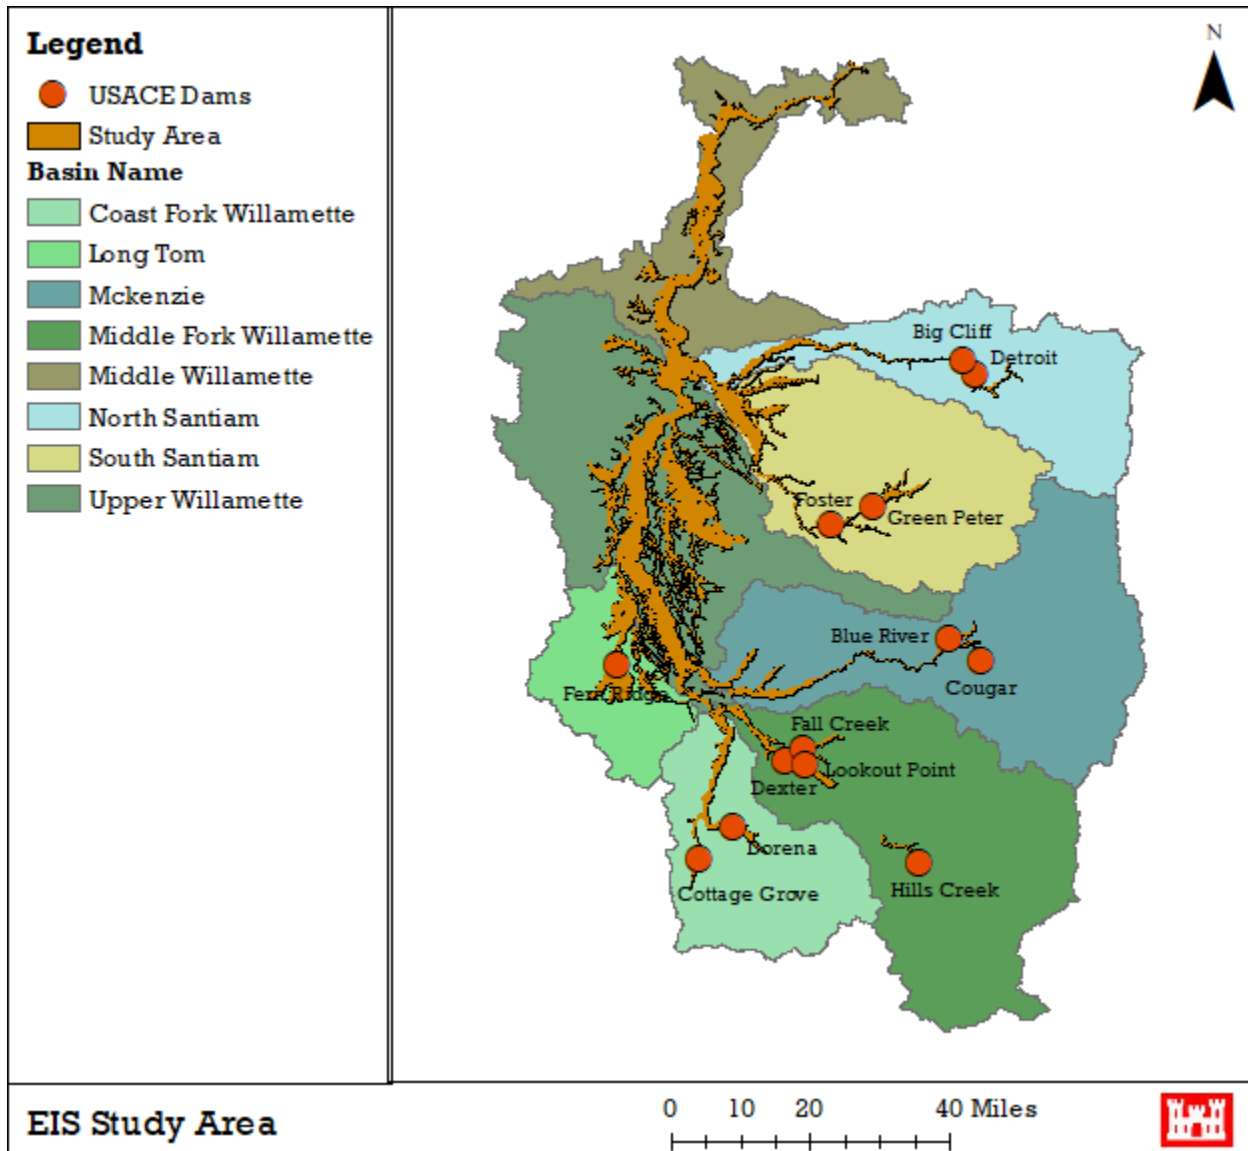 Legend
USACE Dams
Study Area
Basin Name
Coast Fork Willamette
Long Tom
Mckenzie
Middle Fork Willamette
Middle Willamette
North Santiam
South Santiam
Upper Willamette
N
Big Cliff
Detroit
Foster
Green Peter
Blue River
Cougar
Fern Ridge
Fall Creek
Lookout Point
Dexter
Dorena
Cottage Grove
Hills Creek
EIS Study Area
0 10 20 40 Miles